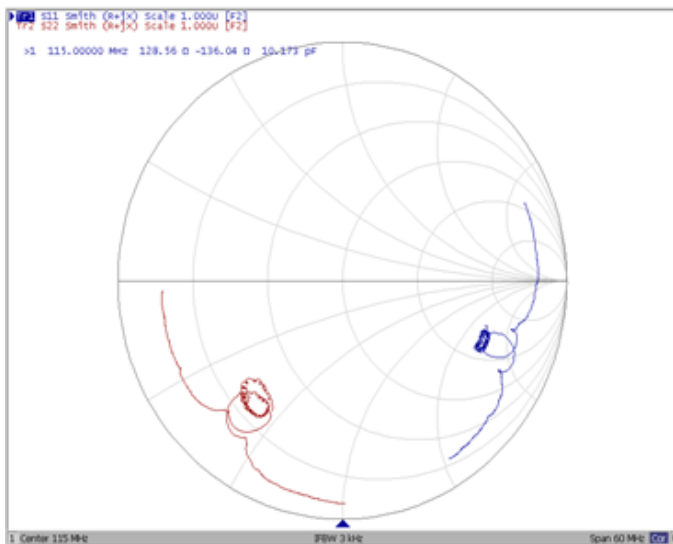 Tr1 S11 Smith (R+jX) Scale 1.000U [F2]
Tr2 S22 Smith (R+jX) Scale 1.000U [F2]
>1 115.00000 MHz 128.56 Ω -136.04 Ω 10.173 pF
1 Center 115 MHz IFBW 3 kHz Span 60 MHz Cor